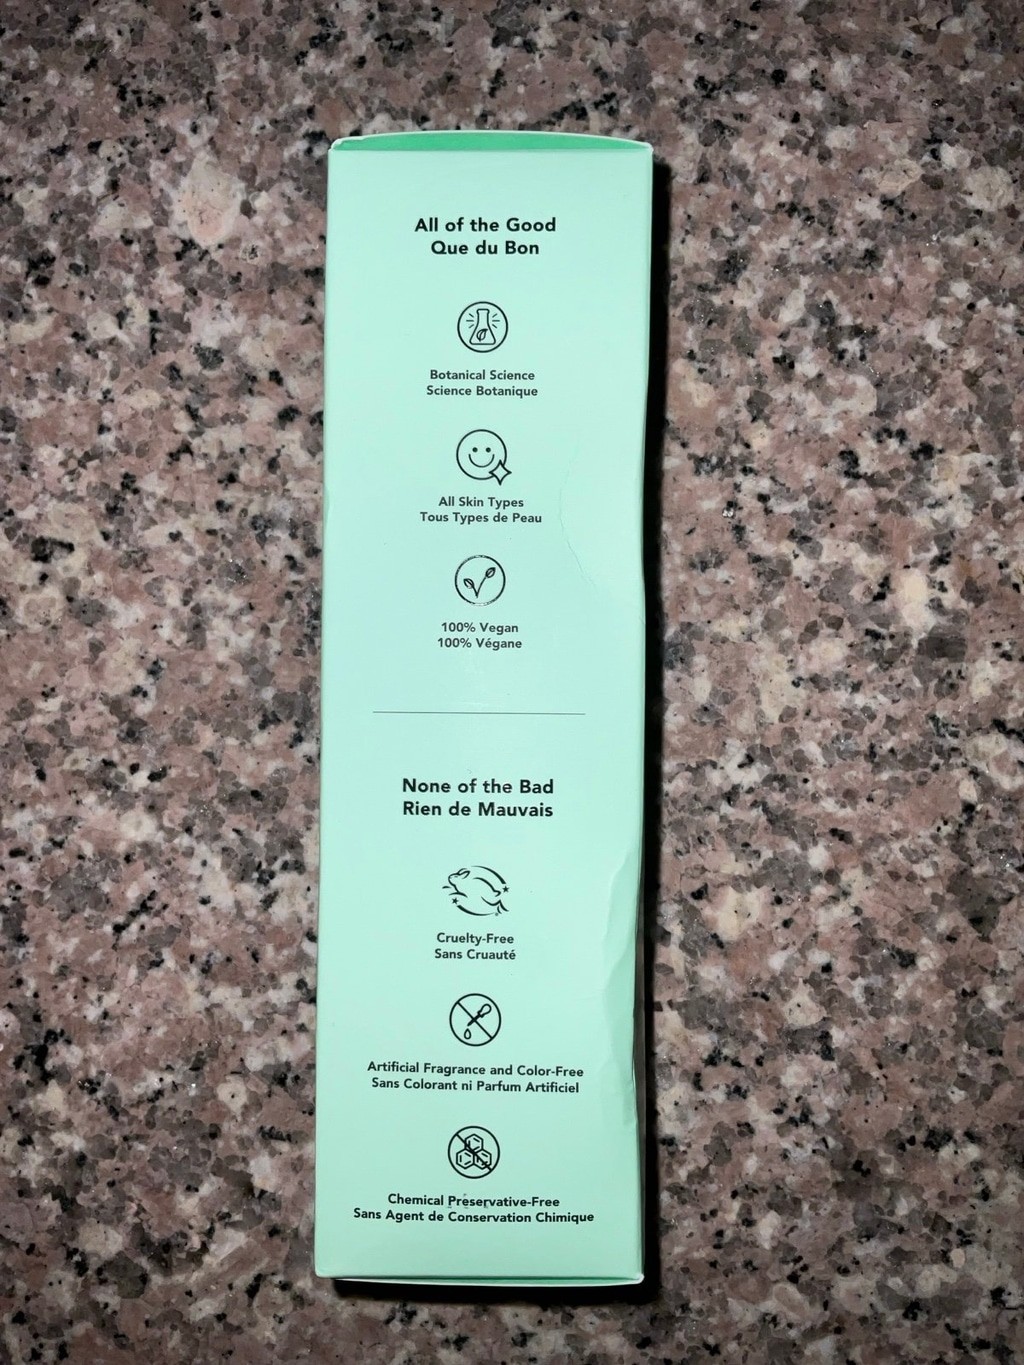 All of the Good
Que du Bon
Botanical Science
Science Botanique
All Skin Types
Tous Types de Peau
100% Vegan
100% Végane
None of the Bad
Rien de Mauvais
Cruelty-Free
Sans Cruauté
Artificial Fragrance and Color-Free
Sans Colorant ni Parfum Artificiel
Chemical Preservative-Free
Sans Agent de Conservation Chimique